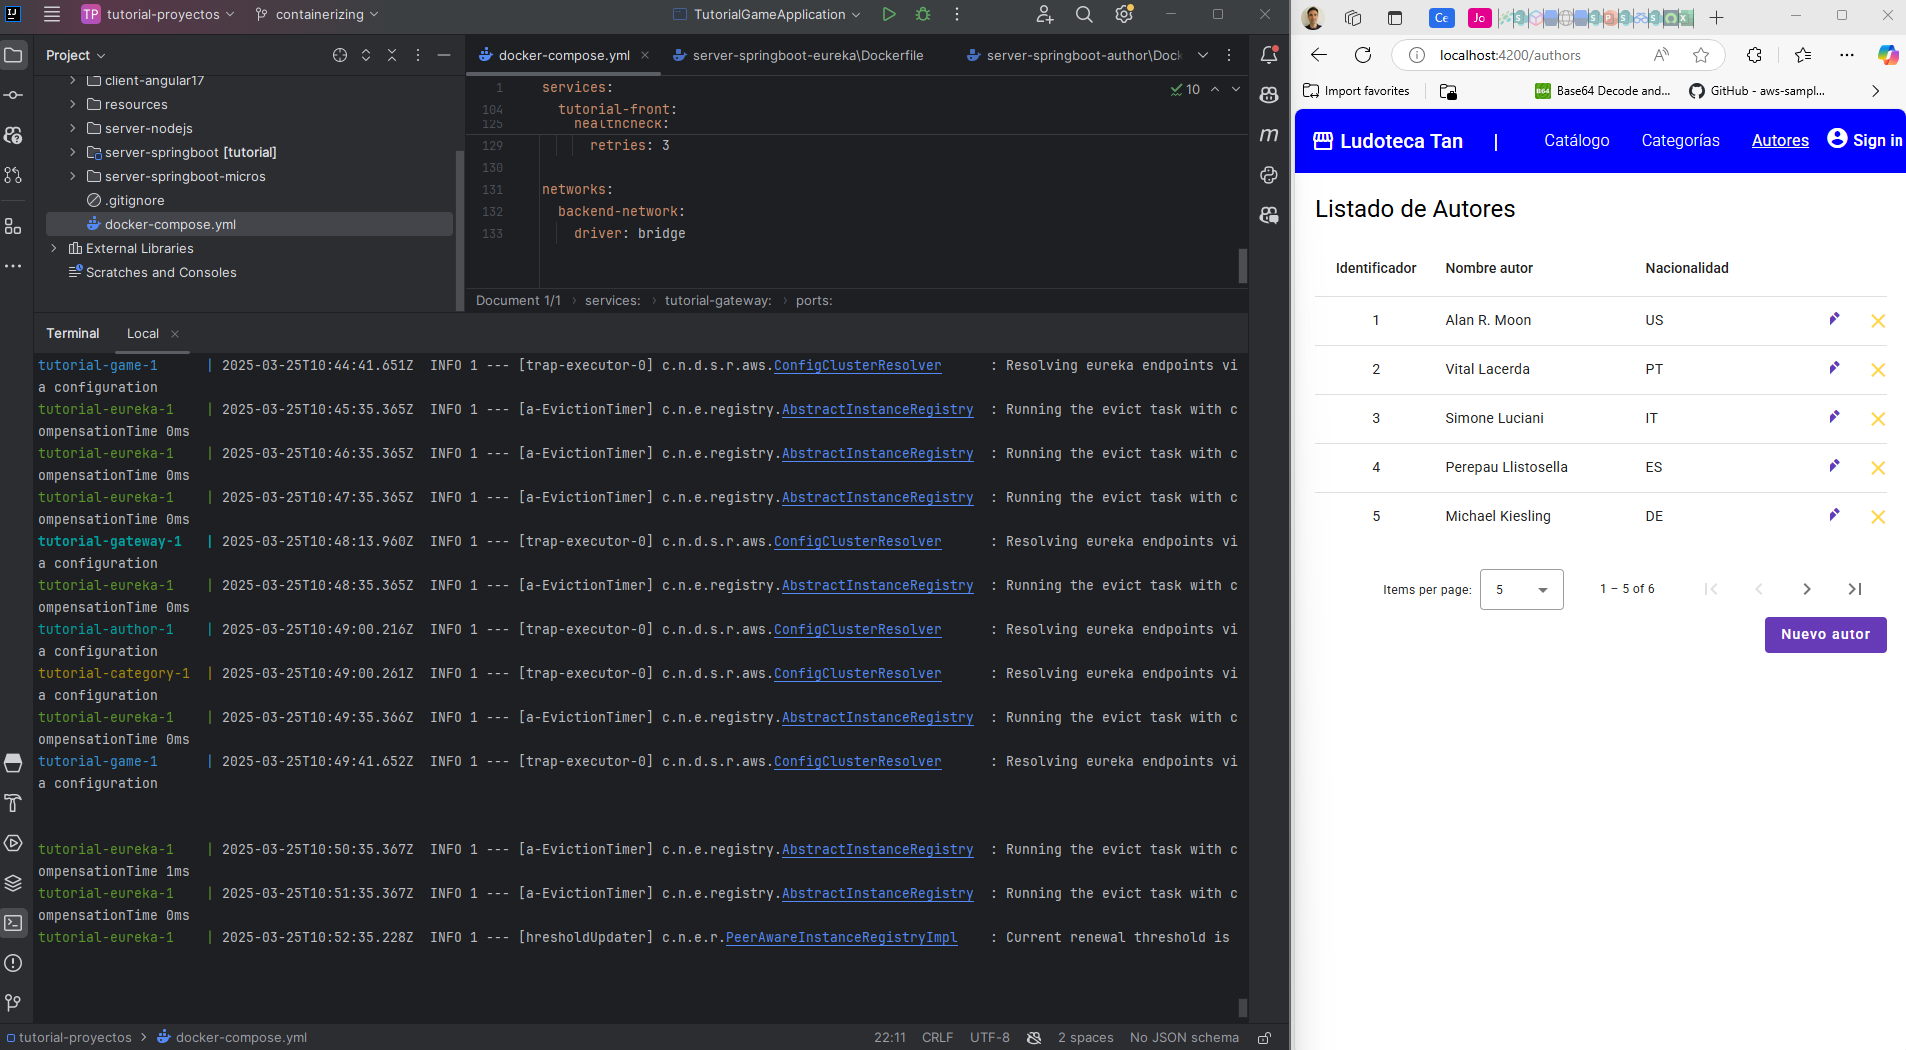 TP tutorial-proyectos
containerizing
TutorialGameApplication
Project
client-angular17
resources
server-nodejs
server-springboot [tutorial]
server-springboot-micros
.gitignore
docker-compose.yml
External Libraries
Scratches and Consoles
docker-compose.yml
server-springboot-eureka\Dockerfile
server-springboot-author\Dock
1 services:
104 tutorial-front:
125 healthcheck:
129 retries: 3
130
131 networks:
132 backend-network:
133 driver: bridge
10
Document 1/1 › services: › tutorial-gateway: › ports:
Terminal
Local
tutorial-game-1 | 2025-03-25T10:44:41.651Z INFO 1 --- [trap-executor-0] c.n.d.s.r.aws.ConfigClusterResolver : Resolving eureka endpoints vi
a configuration
tutorial-eureka-1 | 2025-03-25T10:45:35.365Z INFO 1 --- [a-EvictionTimer] c.n.e.registry.AbstractInstanceRegistry : Running the evict task with c
ompensationTime 0ms
tutorial-eureka-1 | 2025-03-25T10:46:35.365Z INFO 1 --- [a-EvictionTimer] c.n.e.registry.AbstractInstanceRegistry : Running the evict task with c
ompensationTime 0ms
tutorial-eureka-1 | 2025-03-25T10:47:35.365Z INFO 1 --- [a-EvictionTimer] c.n.e.registry.AbstractInstanceRegistry : Running the evict task with c
ompensationTime 0ms
tutorial-gateway-1 | 2025-03-25T10:48:13.960Z INFO 1 --- [trap-executor-0] c.n.d.s.r.aws.ConfigClusterResolver : Resolving eureka endpoints vi
a configuration
tutorial-eureka-1 | 2025-03-25T10:48:35.365Z INFO 1 --- [a-EvictionTimer] c.n.e.registry.AbstractInstanceRegistry : Running the evict task with c
ompensationTime 0ms
tutorial-author-1 | 2025-03-25T10:49:00.216Z INFO 1 --- [trap-executor-0] c.n.d.s.r.aws.ConfigClusterResolver : Resolving eureka endpoints vi
a configuration
tutorial-category-1 | 2025-03-25T10:49:00.261Z INFO 1 --- [trap-executor-0] c.n.d.s.r.aws.ConfigClusterResolver : Resolving eureka endpoints vi
a configuration
tutorial-eureka-1 | 2025-03-25T10:49:35.366Z INFO 1 --- [a-EvictionTimer] c.n.e.registry.AbstractInstanceRegistry : Running the evict task with c
ompensationTime 0ms
tutorial-game-1 | 2025-03-25T10:49:41.652Z INFO 1 --- [trap-executor-0] c.n.d.s.r.aws.ConfigClusterResolver : Resolving eureka endpoints vi
a configuration
tutorial-eureka-1 | 2025-03-25T10:50:35.367Z INFO 1 --- [a-EvictionTimer] c.n.e.registry.AbstractInstanceRegistry : Running the evict task with c
ompensationTime 1ms
tutorial-eureka-1 | 2025-03-25T10:51:35.367Z INFO 1 --- [a-EvictionTimer] c.n.e.registry.AbstractInstanceRegistry : Running the evict task with c
ompensationTime 0ms
tutorial-eureka-1 | 2025-03-25T10:52:35.228Z INFO 1 --- [hresholdUpdater] c.n.e.r.PeerAwareInstanceRegistryImpl : Current renewal threshold is
tutorial-proyectos › docker-compose.yml
22:11 CRLF UTF-8 2 spaces No JSON schema
Ce
Jo
localhost:4200/authors
Import favorites
Base64 Decode and...
GitHub - aws-sampl...
Ludoteca Tan | Catálogo Categorías Autores Sign in
Listado de Autores
Identificador Nombre autor Nacionalidad
1 Alan R. Moon US
2 Vital Lacerda PT
3 Simone Luciani IT
4 Perepau Llistosella ES
5 Michael Kiesling DE
Items per page: 5 1 – 5 of 6
Nuevo autor